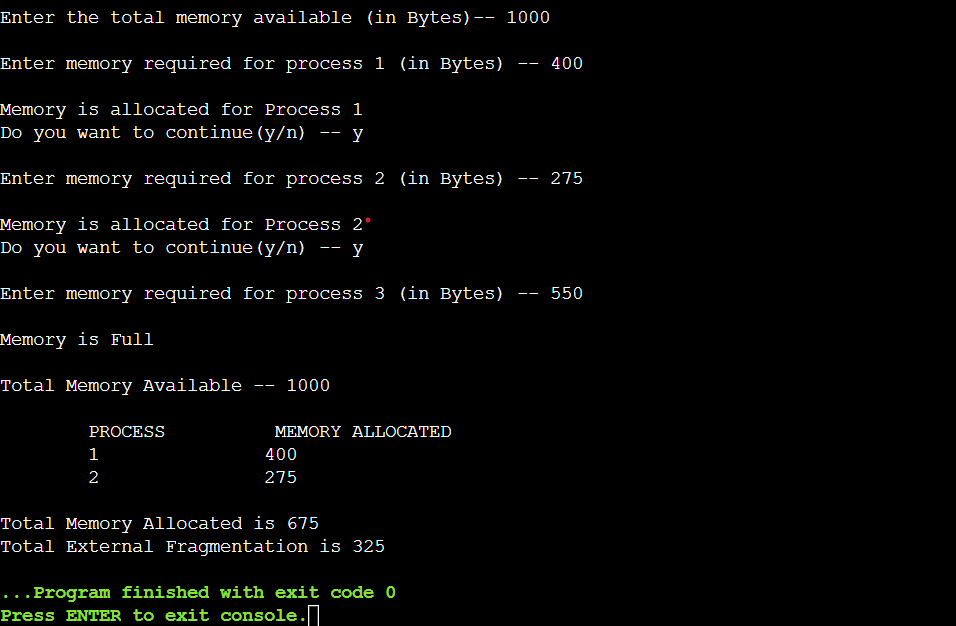 Enter the total memory available (in Bytes)-- 1000
Enter memory required for process 1 (in Bytes) -- 400
Memory is allocated for Process 1
Do you want to continue(y/n) -- y
Enter memory required for process 2 (in Bytes) -- 275
Memory is allocated for Process 2
Do you want to continue(y/n) -- y
Enter memory required for process 3 (in Bytes) -- 550
Memory is Full
Total Memory Available -- 1000
PROCESS MEMORY ALLOCATED
1 400
2 275
Total Memory Allocated is 675
Total External Fragmentation is 325
...Program finished with exit code 0
Press ENTER to exit console.